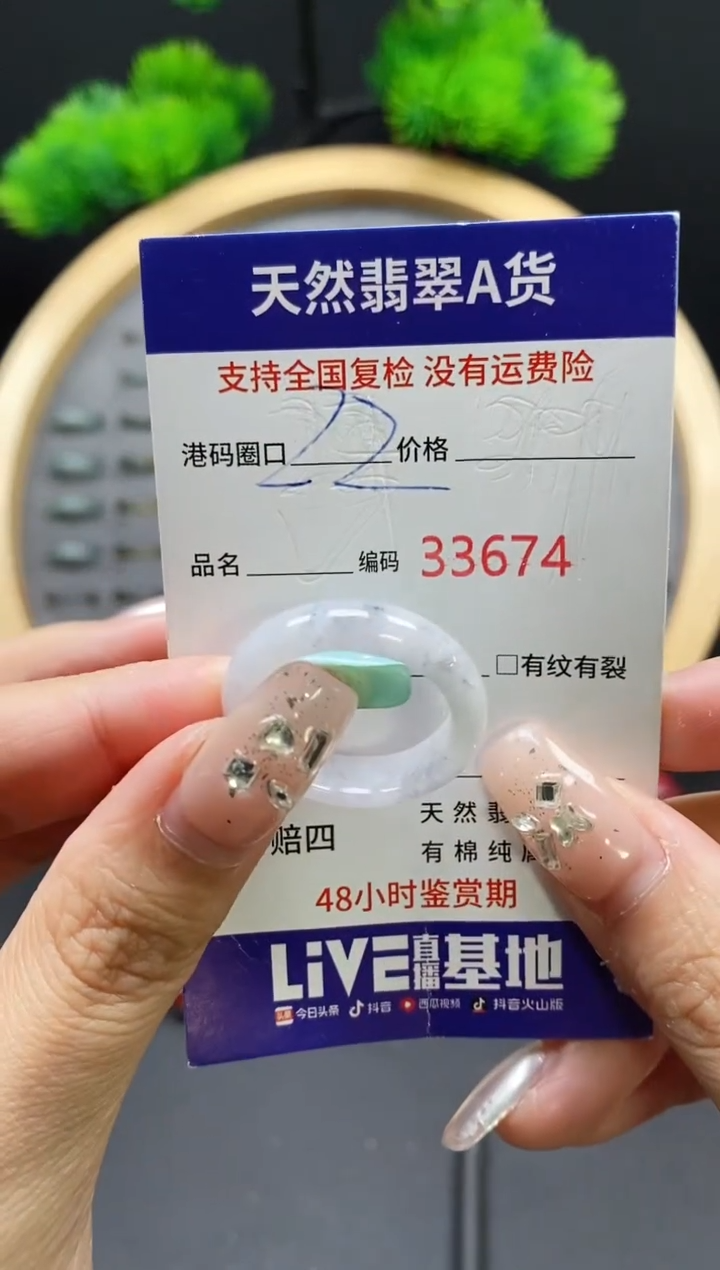 天然翡翠A货
支持全国复检 没有运费险
港码圈口 22 价格
品名 编码 33674
□有纹有裂
天然翡
赔四
有棉纯属
48小时鉴赏期
LiVE直播基地
头条 今日头条 抖音 西瓜视频 抖音火山版